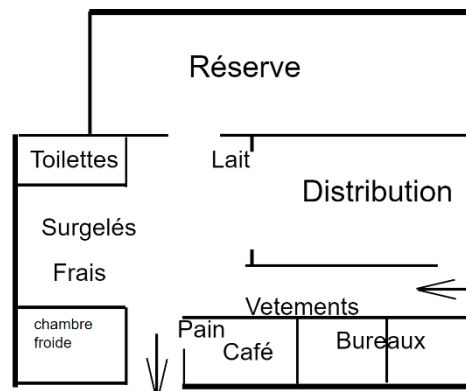 Réserve
Toilettes
Lait
Distribution
Surgelés
Frais
Vetements
chambre
froide
Pain
Café
Bureaux